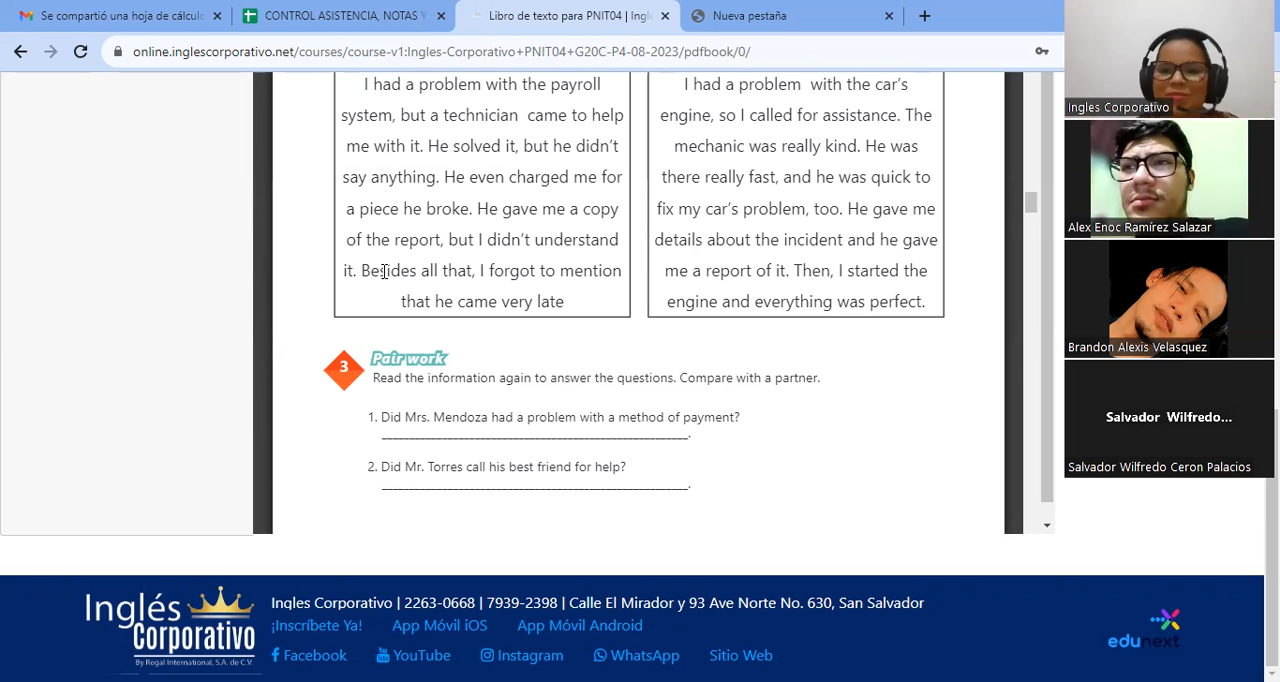 Se compartió una hoja de cálculo
CONTROL ASISTENCIA, NOTAS Y
Libro de texto para PNIT04 | Ingl
Nueva pestaña
online.inglescorporativo.net/courses/course-v1:Ingles-Corporativo+PNIT04+G20C-P4-08-2023/pdfbook/0/
I had a problem with the payroll
system, but a technician came to help
me with it. He solved it, but he didn't
say anything. He even charged me for
a piece he broke. He gave me a copy
of the report, but I didn't understand
it. Besides all that, I forgot to mention
that he came very late
I had a problem with the car's
engine, so I called for assistance. The
mechanic was really kind. He was
there really fast, and he was quick to
fix my car's problem, too. He gave me
details about the incident and he gave
me a report of it. Then, I started the
engine and everything was perfect.
3
Pair work
Read the information again to answer the questions. Compare with a partner.
1. Did Mrs. Mendoza had a problem with a method of payment?
2. Did Mr. Torres call his best friend for help?
Ingles Corporativo
Alex Enoc Ramírez Salazar
Brandon Alexis Velasquez
Salvador Wilfredo...
Salvador Wilfredo Ceron Palacios
Inglés
Corporativo
By Regal International, S.A. de C.V.
Ingles Corporativo | 2263-0668 | 7939-2398 | Calle El Mirador y 93 Ave Norte No. 630, San Salvador
¡Inscríbete Ya! App Móvil iOS App Móvil Android
Facebook YouTube Instagram WhatsApp Sitio Web
edunext